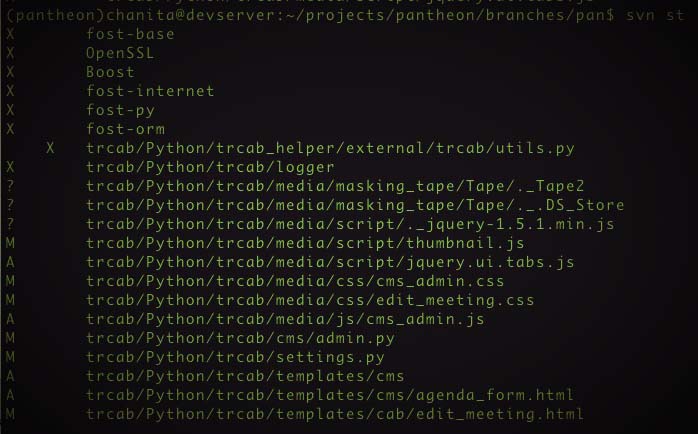 (pantheon)chanita@devserver:~/projects/pantheon/branches/pan$ svn st
X       fost-base
X       OpenSSL
X       Boost
X       fost-internet
X       fost-py
X       fost-orm
    X   trcab/Python/trcab_helper/external/trcab/utils.py
X       trcab/Python/trcab/logger
?       trcab/Python/trcab/media/masking_tape/Tape/._Tape2
?       trcab/Python/trcab/media/masking_tape/Tape/._.DS_Store
?       trcab/Python/trcab/media/script/._jquery-1.5.1.min.js
M       trcab/Python/trcab/media/script/thumbnail.js
A       trcab/Python/trcab/media/script/jquery.ui.tabs.js
M       trcab/Python/trcab/media/css/cms_admin.css
M       trcab/Python/trcab/media/css/edit_meeting.css
A       trcab/Python/trcab/media/js/cms_admin.js
M       trcab/Python/trcab/cms/admin.py
M       trcab/Python/trcab/settings.py
A       trcab/Python/trcab/templates/cms
A       trcab/Python/trcab/templates/cms/agenda_form.html
M       trcab/Python/trcab/templates/cab/edit_meeting.html